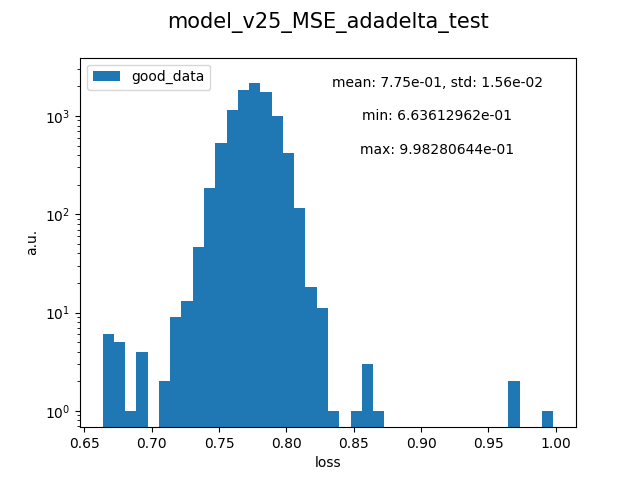 model_v25_MSE_adadelta_test
good_data
mean: 7.75e-01, std: 1.56e-02
min: 6.63612962e-01
max: 9.98280644e-01
a.u.
10³
10²
10¹
10⁰
0.65 0.70 0.75 0.80 0.85 0.90 0.95 1.00
loss